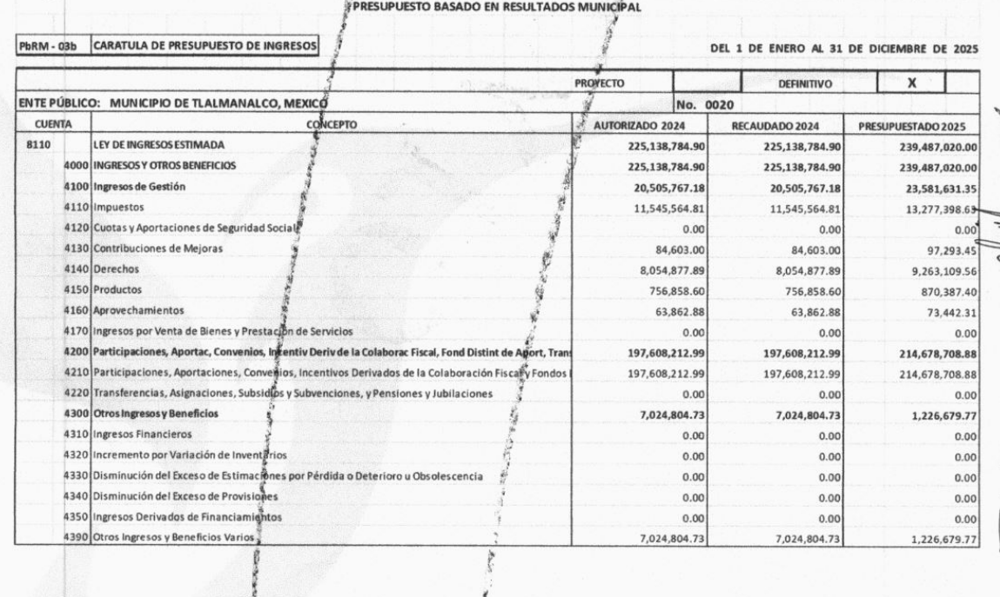 PRESUPUESTO BASADO EN RESULTADOS MUNICIPAL
PbRM - 03b CARATULA DE PRESUPUESTO DE INGRESOS DEL 1 DE ENERO AL 31 DE DICIEMBRE DE 2025
PROYECTO DEFINITIVO X
ENTE PÚBLICO: MUNICIPIO DE TLALMANALCO, MEXICO No. 0020
CUENTA CONCEPTO AUTORIZADO 2024 RECAUDADO 2024 PRESUPUESTADO 2025
8110 LEY DE INGRESOS ESTIMADA 225,138,784.90 225,138,784.90 239,487,020.00
4000 INGRESOS Y OTROS BENEFICIOS 225,138,784.90 225,138,784.90 239,487,020.00
4100 Ingresos de Gestión 20,505,767.18 20,505,767.18 23,581,631.35
4110 Impuestos 11,545,564.81 11,545,564.81 13,277,398.63
4120 Cuotas y Aportaciones de Seguridad Social 0.00 0.00 0.00
4130 Contribuciones de Mejoras 84,603.00 84,603.00 97,293.45
4140 Derechos 8,054,877.89 8,054,877.89 9,263,109.56
4150 Productos 756,858.60 756,858.60 870,387.40
4160 Aprovechamientos 63,862.88 63,862.88 73,442.31
4170 Ingresos por Venta de Bienes y Prestación de Servicios 0.00 0.00 0.00
4200 Participaciones, Aportac, Convenios, Incentiv Deriv de la Colaborac Fiscal, Fond Distint de Aport, Trans 197,608,212.99 197,608,212.99 214,678,708.88
4210 Participaciones, Aportaciones, Convenios, Incentivos Derivados de la Colaboración Fiscal y Fondos 197,608,212.99 197,608,212.99 214,678,708.88
4220 Transferencias, Asignaciones, Subsidios y Subvenciones, y Pensiones y Jubilaciones 0.00 0.00 0.00
4300 Otros Ingresos y Beneficios 7,024,804.73 7,024,804.73 1,226,679.77
4310 Ingresos Financieros 0.00 0.00 0.00
4320 Incremento por Variación de Inventarios 0.00 0.00 0.00
4330 Disminución del Exceso de Estimaciones por Pérdida o Deterioro u Obsolescencia 0.00 0.00 0.00
4340 Disminución del Exceso de Provisiones 0.00 0.00 0.00
4350 Ingresos Derivados de Financiamientos 0.00 0.00 0.00
4390 Otros Ingresos y Beneficios Varios 7,024,804.73 7,024,804.73 1,226,679.77